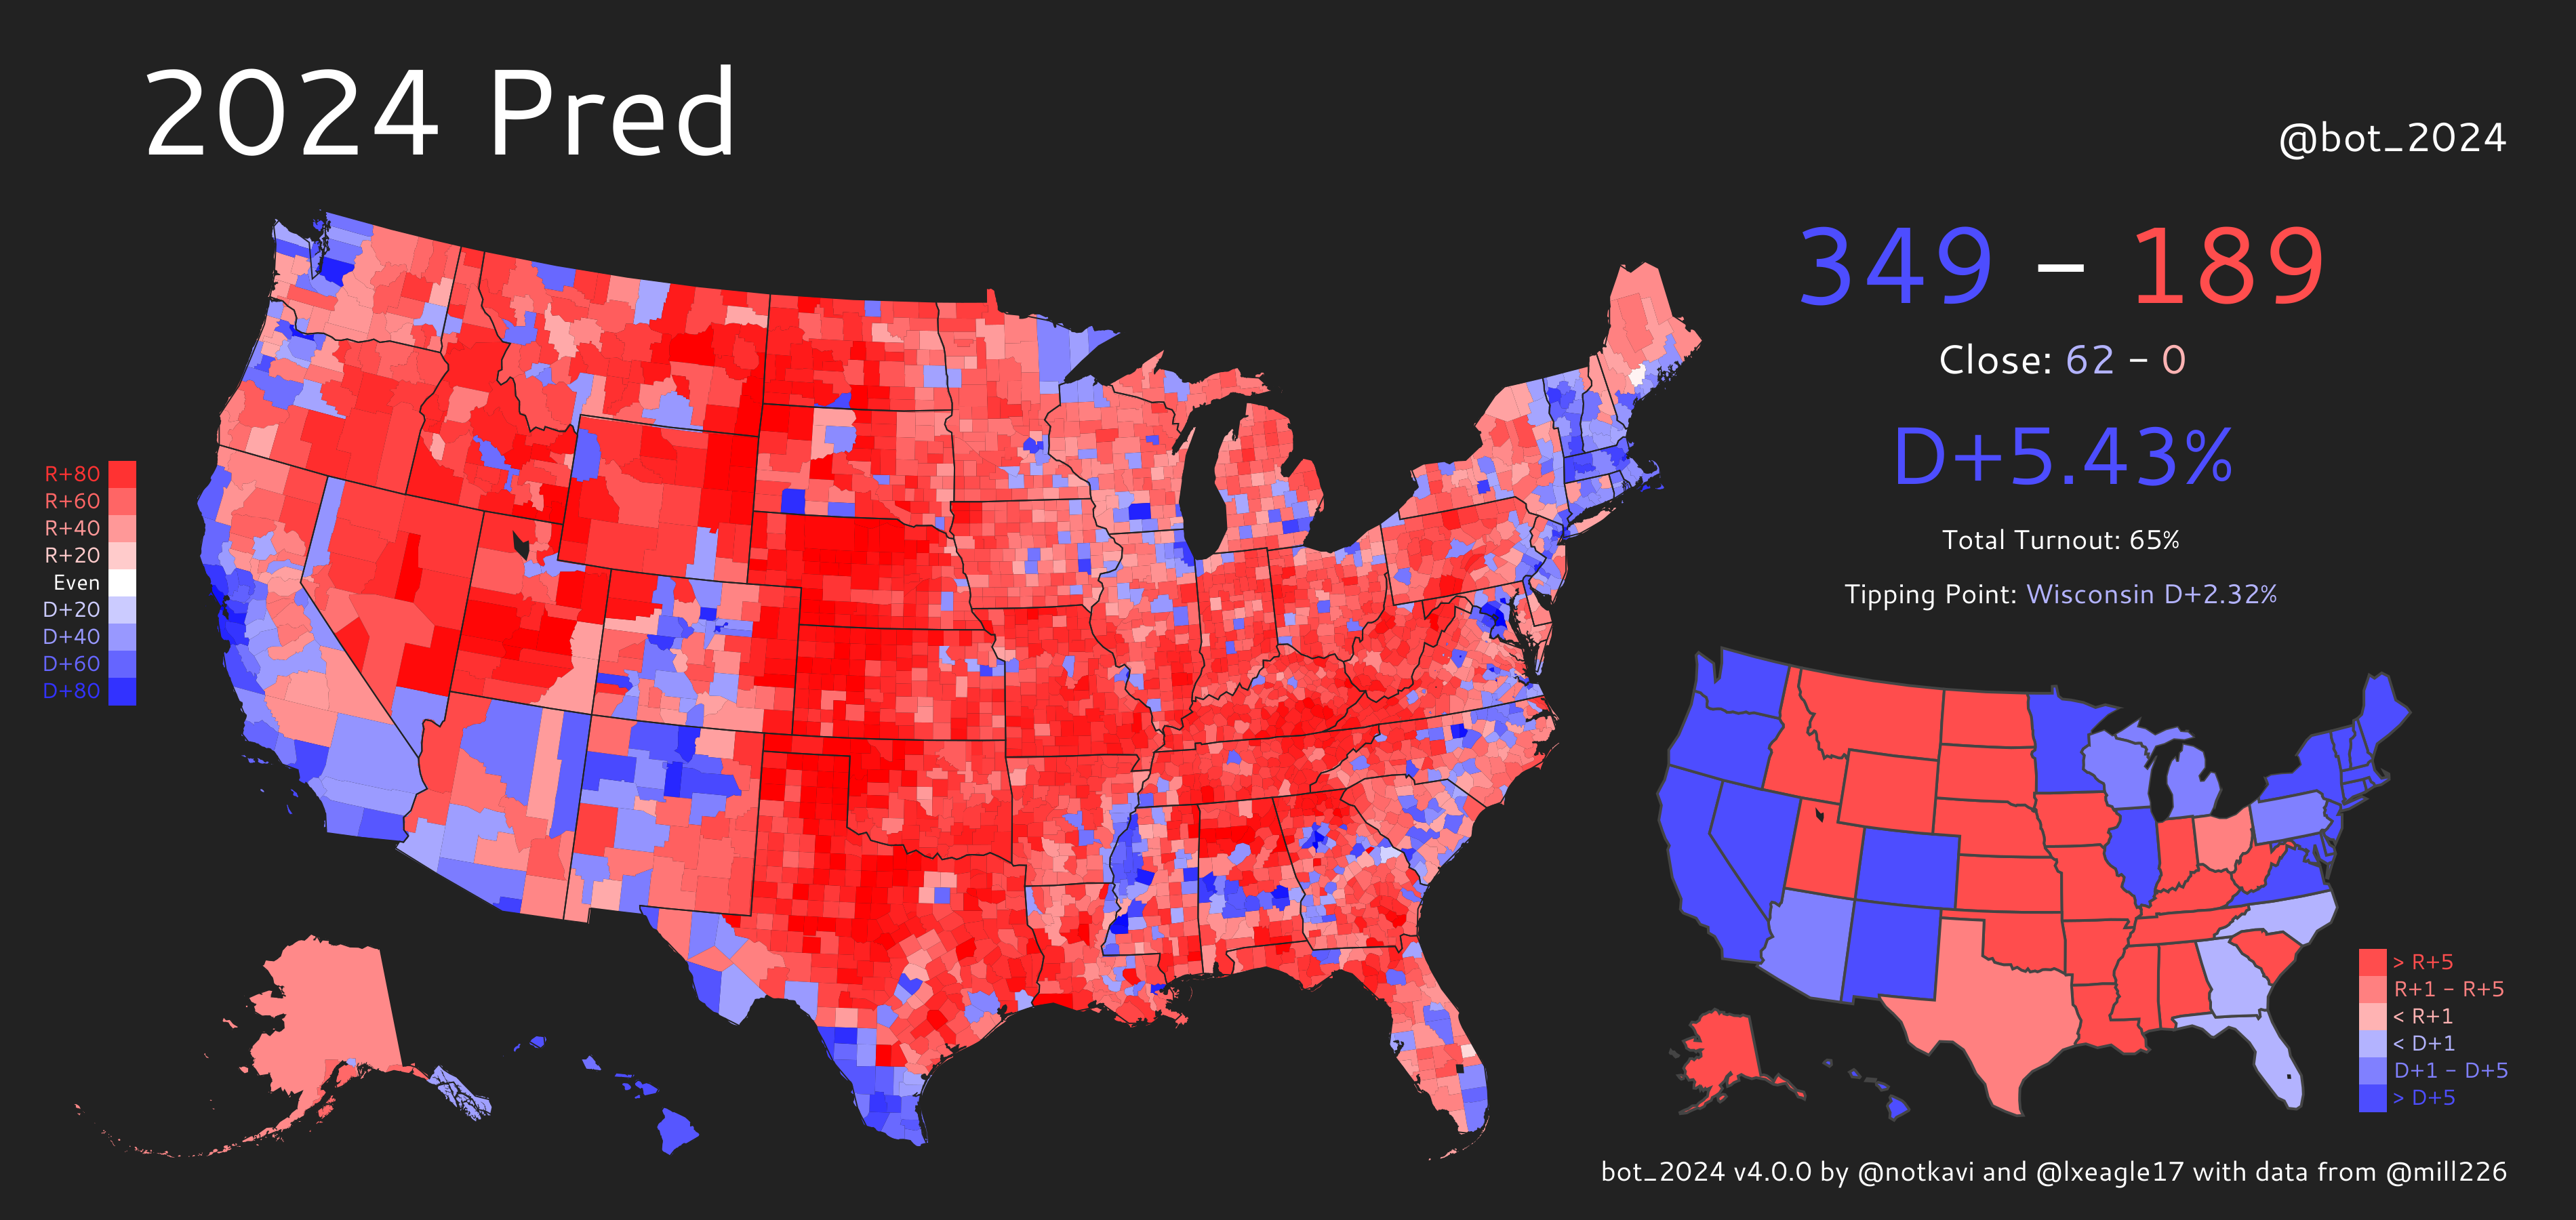 2024 Pred
@bot_2024
349 – 189
Close: 62 – 0
D+5.43%
Total Turnout: 65%
Tipping Point: Wisconsin D+2.32%
R+80
R+60
R+40
R+20
Even
D+20
D+40
D+60
D+80
> R+5
R+1 – R+5
< R+1
< D+1
D+1 – D+5
> D+5
bot_2024 v4.0.0 by @notkavi and @lxeagle17 with data from @mill226